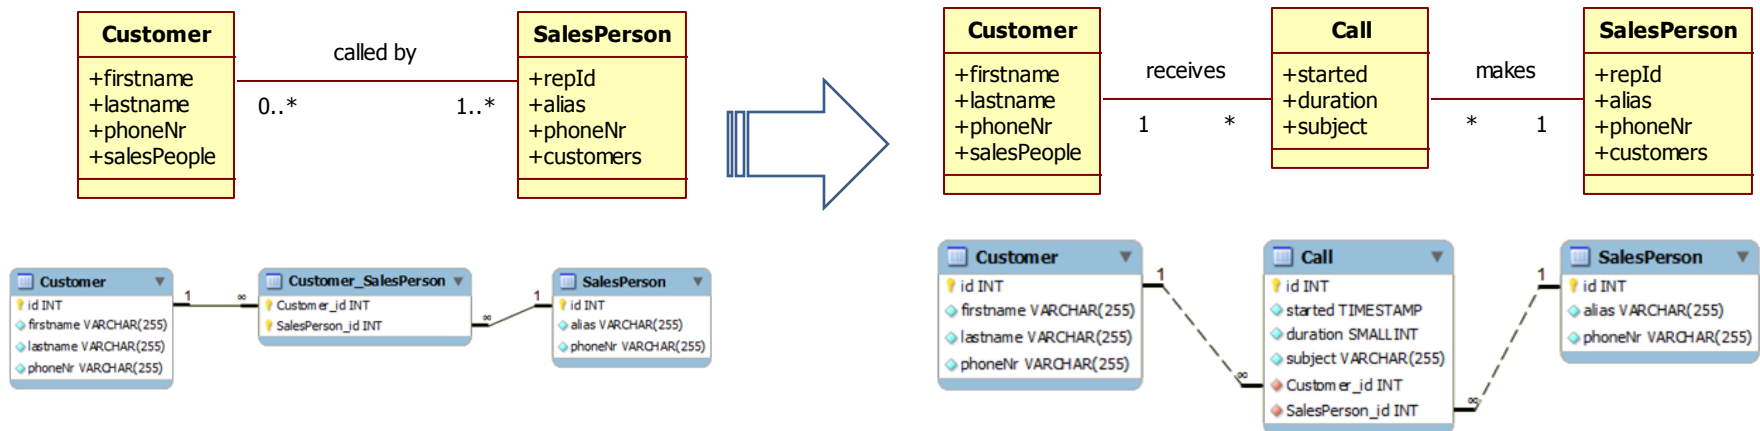 Customer
+firstname
+lastname
+phoneNr
+salesPeople
called by
0..*
1..*
SalesPerson
+repId
+alias
+phoneNr
+customers
Customer
+firstname
+lastname
+phoneNr
+salesPeople
receives
1
*
Call
+started
+duration
+subject
makes
*
1
SalesPerson
+repId
+alias
+phoneNr
+customers
Customer
id INT
firstname VARCHAR(255)
lastname VARCHAR(255)
phoneNr VARCHAR(255)
1
∞
Customer_SalesPerson
Customer_id INT
SalesPerson_id INT
∞
1
SalesPerson
id INT
alias VARCHAR(255)
phoneNr VARCHAR(255)
Customer
id INT
firstname VARCHAR(255)
lastname VARCHAR(255)
phoneNr VARCHAR(255)
1
∞
Call
id INT
started TIMESTAMP
duration SMALLINT
subject VARCHAR(255)
Customer_id INT
SalesPerson_id INT
∞
1
SalesPerson
id INT
alias VARCHAR(255)
phoneNr VARCHAR(255)